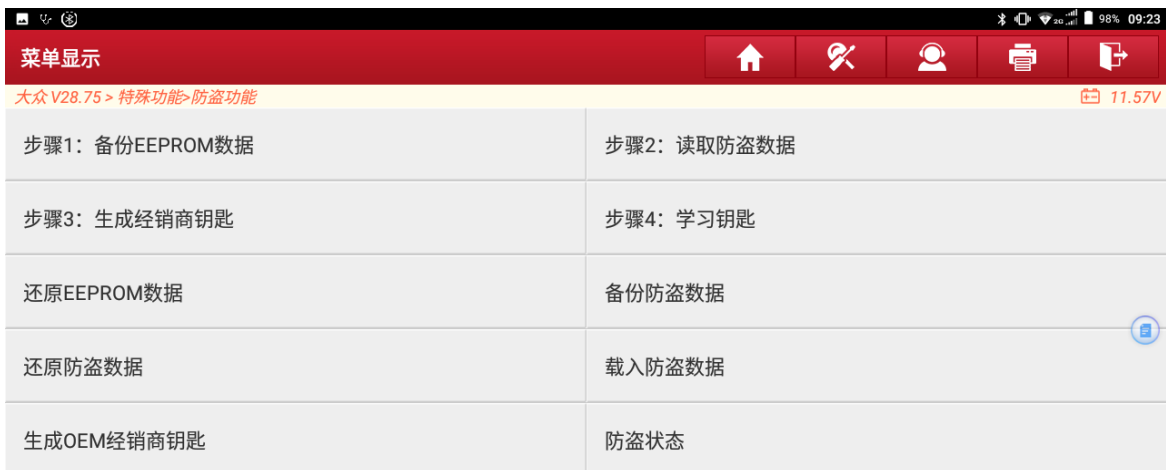 2G 98% 09:23
菜单显示
大众 V28.75 > 特殊功能>防盗功能 11.57V
步骤1：备份EEPROM数据 步骤2：读取防盗数据
步骤3：生成经销商钥匙 步骤4：学习钥匙
还原EEPROM数据 备份防盗数据
还原防盗数据 载入防盗数据
生成OEM经销商钥匙 防盗状态